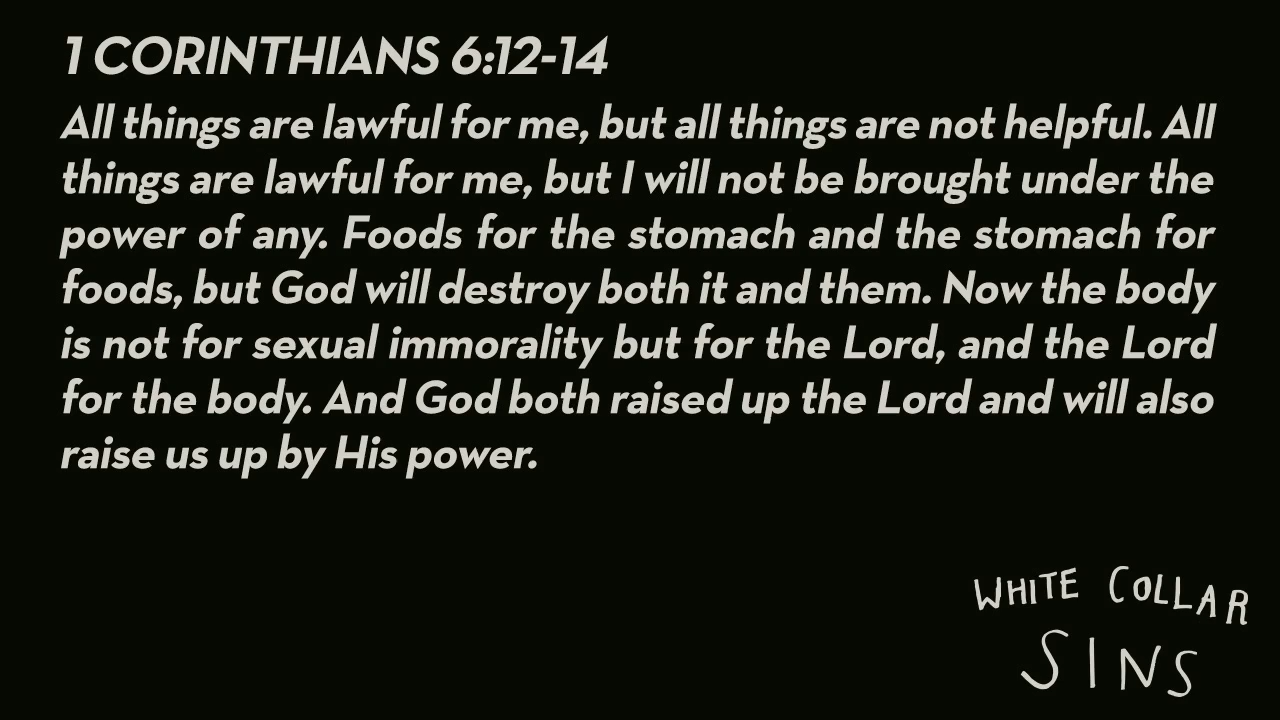 1 CORINTHIANS 6:12-14
All things are lawful for me, but all things are not helpful. All
things are lawful for me, but I will not be brought under the
power of any. Foods for the stomach and the stomach for
foods, but God will destroy both it and them. Now the body
is not for sexual immorality but for the Lord, and the Lord
for the body. And God both raised up the Lord and will also
raise us up by His power.
WHITE COLLAR
SINS